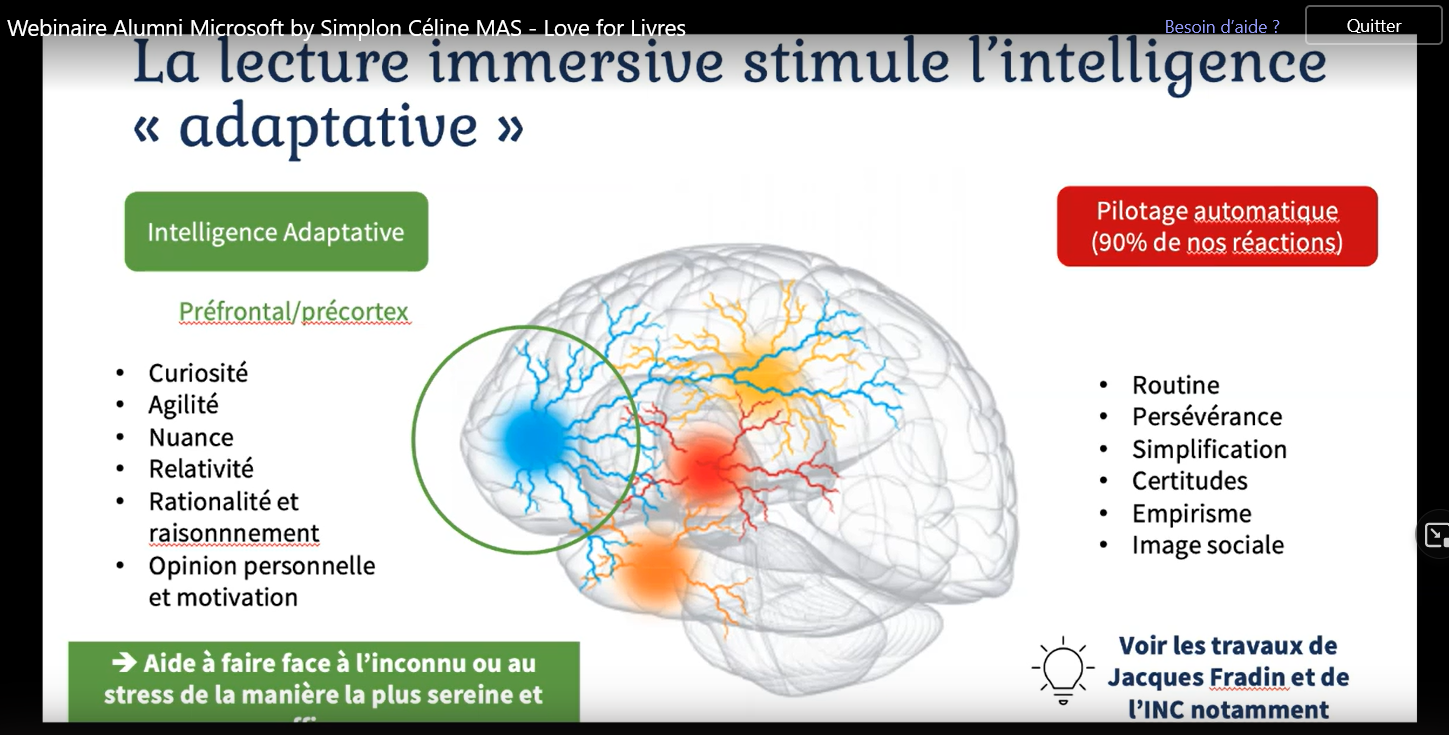 Webinaire Alumni Microsoft by Simplon Céline MAS - Love for Livres
Besoin d'aide ?
Quitter
La lecture immersive stimule l'intelligence
« adaptative »
Intelligence Adaptative
Préfrontal/précortex
• Curiosité
• Agilité
• Nuance
• Relativité
• Rationalité et
raisonnnement
• Opinion personnelle
et motivation
➔ Aide à faire face à l'inconnu ou au
stress de la manière la plus sereine et
Pilotage automatique
(90% de nos réactions)
• Routine
• Persévérance
• Simplification
• Certitudes
• Empirisme
• Image sociale
Voir les travaux de
Jacques Fradin et de
l'INC notamment